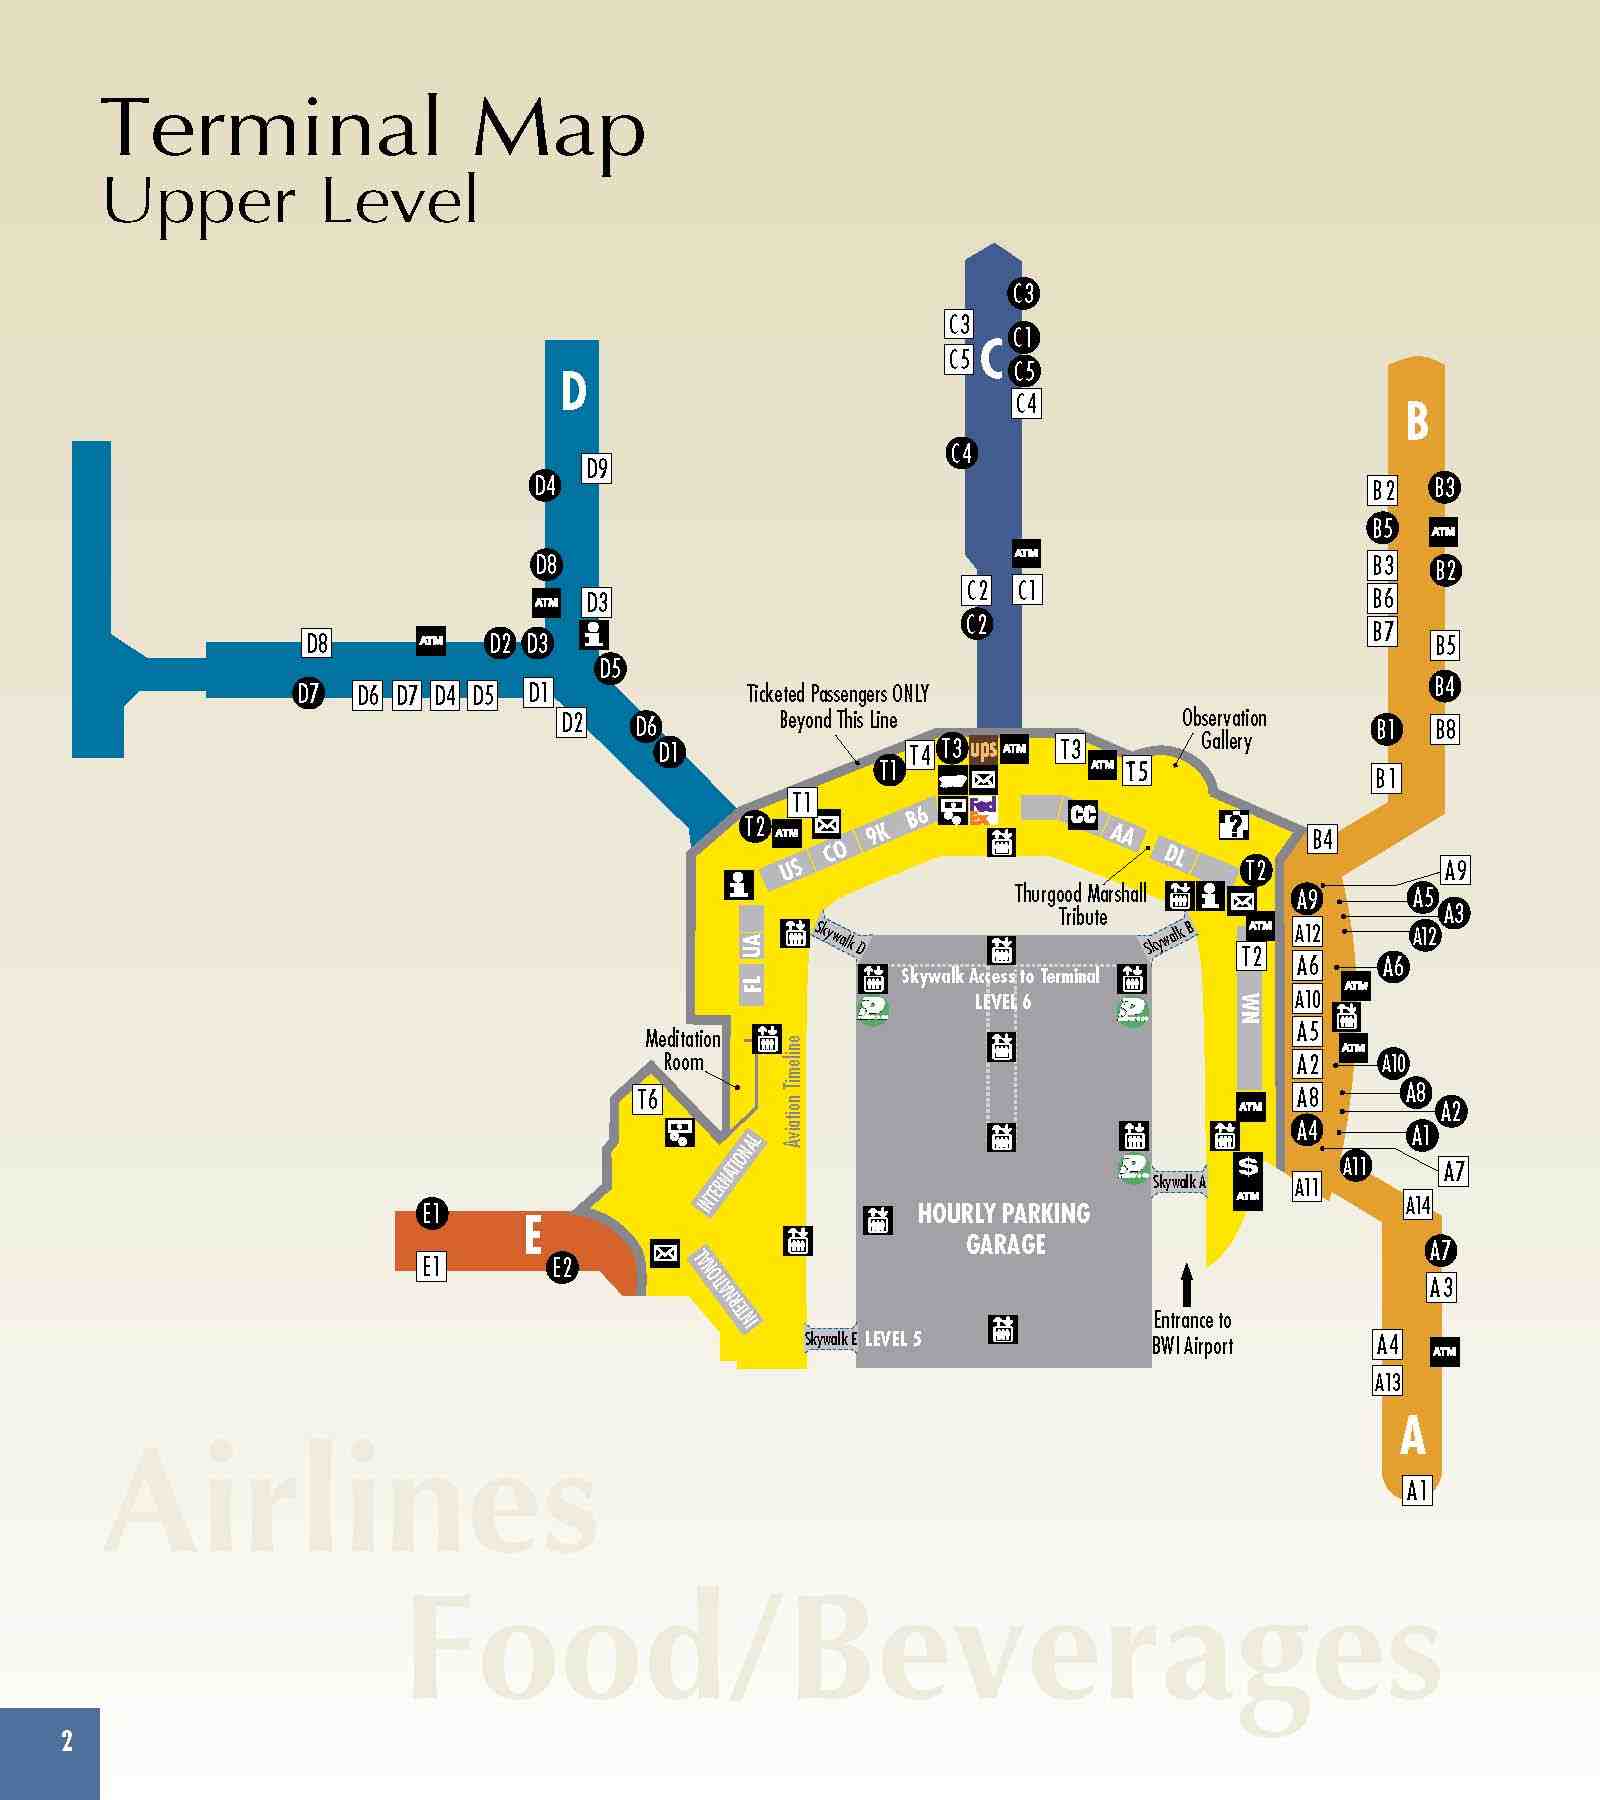 Terminal Map
Upper Level
C3
C3
C1
C
C5
C5
C4
D
B
C4
D9
D4
B2
B3
B5
ATM
ATM
D8
B3
B2
ATM
D3
C2
C1
B6
C2
B7
D8
ATM
D2
D3
B5
D5
D7
D6
D7
D4
D5
D1
B4
Ticketed Passengers ONLY
Beyond This Line
D2
D6
D1
Observation
Gallery
B1
B8
T1
T4
T3
ups
ATM
T3
ATM
T5
B1
T1
T2
ATM
US
CO
9K
B6
FedEx
CC
AA
DL
?
B4
T2
A9
Thurgood Marshall
Tribute
A9
A5
A3
ATM
A12
A12
UA
Skywalk D
Skywalk B
T2
A6
A6
FL
Skywalk Access to Terminal
LEVEL 6
WN
A10
ATM
A5
ATM
Meditation
Room
Aviation Timeline
A2
A10
T6
ATM
A8
A8
A2
A4
A1
INTERNATIONAL
$
ATM
Skywalk A
A11
A11
A7
E1
E
HOURLY PARKING
GARAGE
A14
E1
E2
A7
INTERNATIONAL
A3
Entrance to
BWI Airport
Skywalk E
LEVEL 5
A4
ATM
A13
A
A1
Airlines
Food/Beverages
2